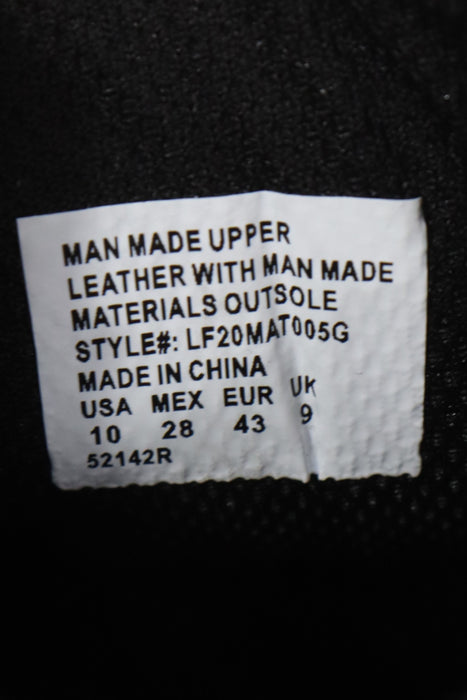 MAN MADE UPPER
LEATHER WITH MAN MADE
MATERIALS OUTSOLE
STYLE#: LF20MAT005G
MADE IN CHINA
USA MEX EUR UK
10 28 43 9
52142R